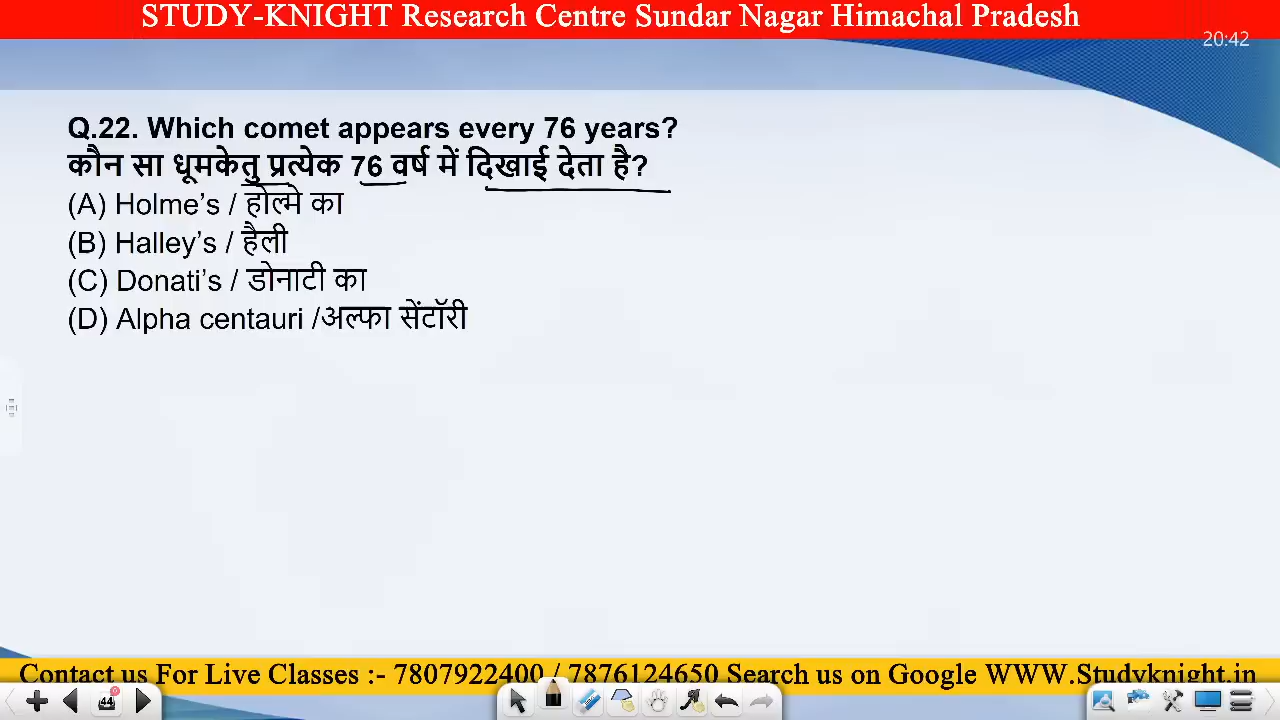 STUDY-KNIGHT Research Centre Sundar Nagar Himachal Pradesh
20:42
Q.22. Which comet appears every 76 years?
कौन सा धूमकेतु प्रत्येक 76 वर्ष में दिखाई देता है?
(A) Holme's / होल्मे का
(B) Halley's / हैली
(C) Donati's / डोनाटी का
(D) Alpha centauri /अल्फा सेंटॉरी
Contact us For Live Classes :- 7807922400 / 7876124650 Search us on Google WWW.Studyknight.in
44